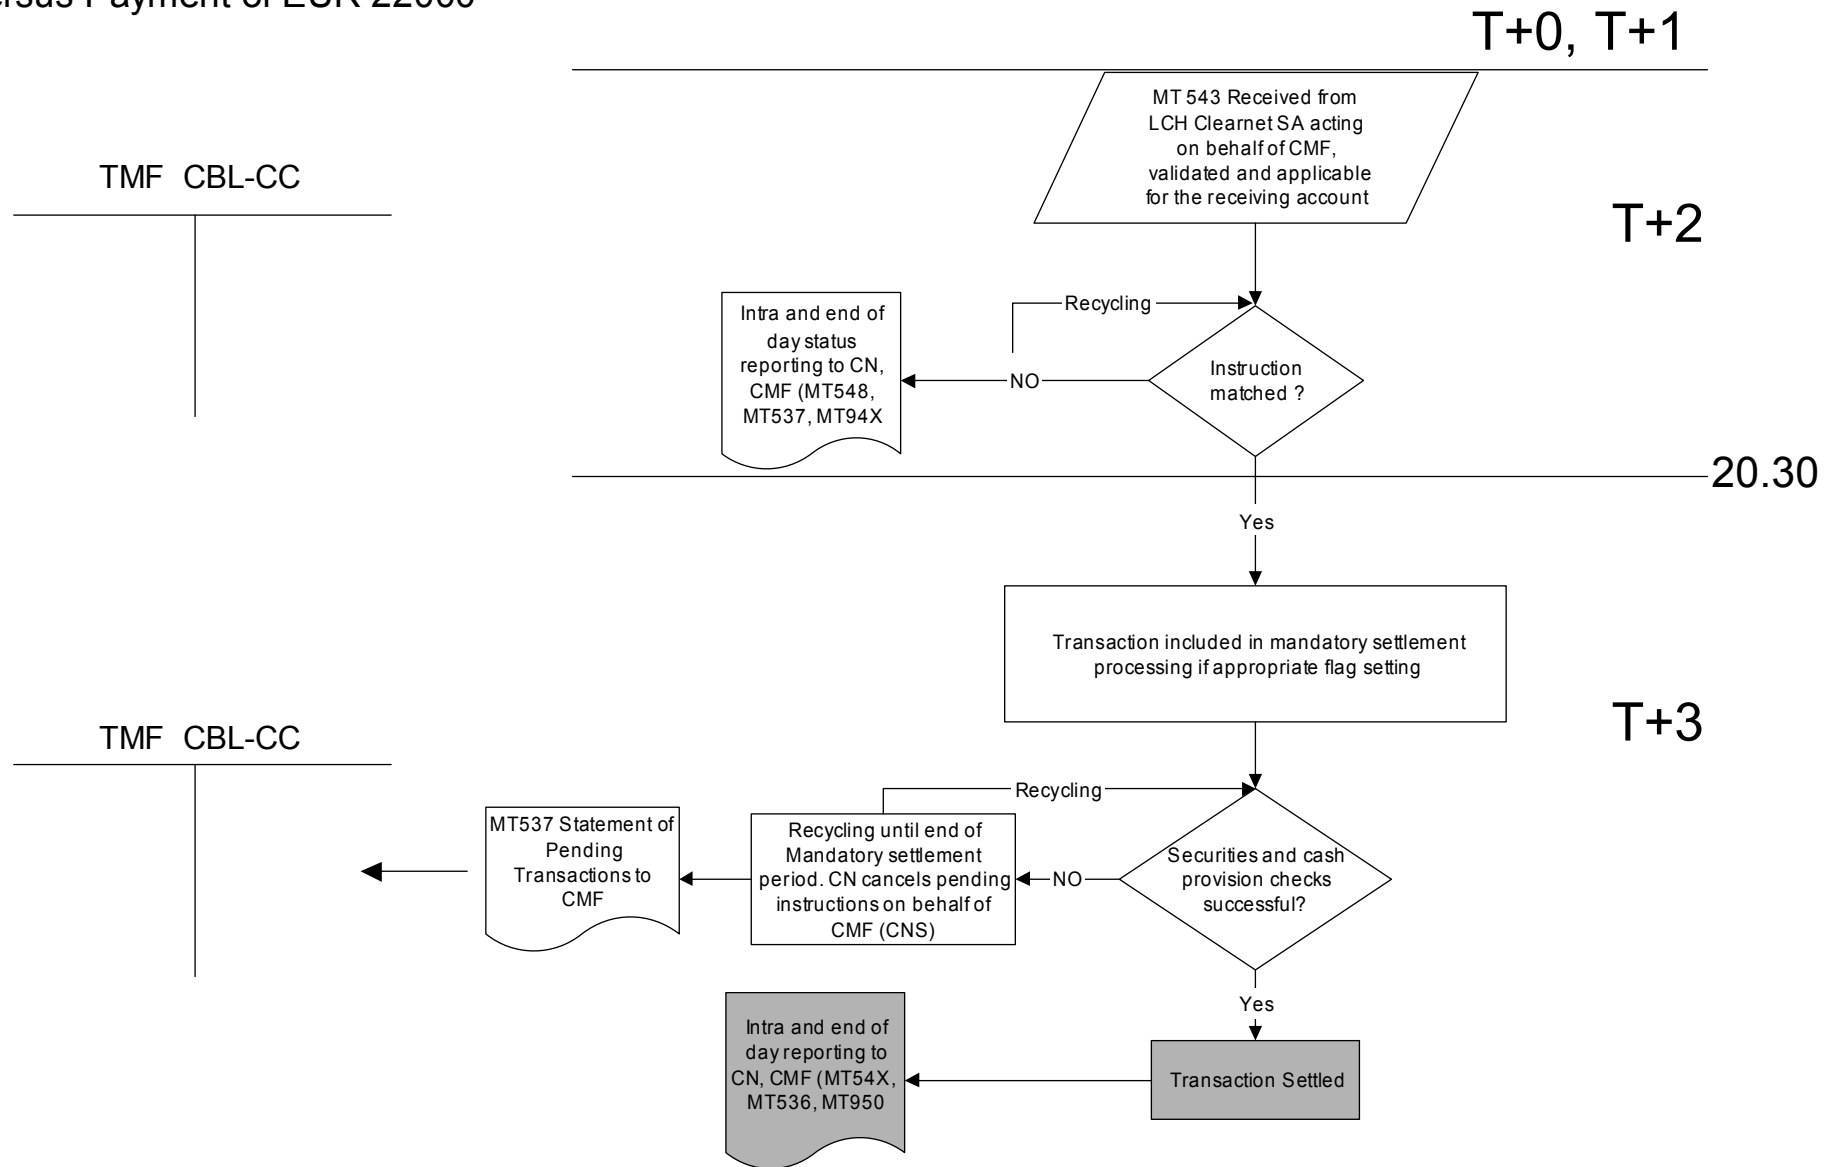 Payment of EUR
T+0, T+1
MT 543 Received from
LCH Clearnet SA acting
on behalf of CMF,
validated and applicable
for the receiving account
TMF CBL-CC
T+2
Recycling
Intra and end of
day status
reporting to CN,
CMF (MT548,
MT537, MT94X
NO
Instruction
matched ?
20.30
Yes
Transaction included in mandatory settlement
processing if appropriate flag setting
T+3
TMF CBL-CC
Recycling
MT537 Statement of
Pending
Transactions to
CMF
Recycling until end of
Mandatory settlement
period. CN cancels pending
instructions on behalf of
CMF (CNS)
NO
Securities and cash
provision checks
successful?
Yes
Intra and end of
day reporting to
CN, CMF (MT54X,
MT536, MT950
Transaction Settled